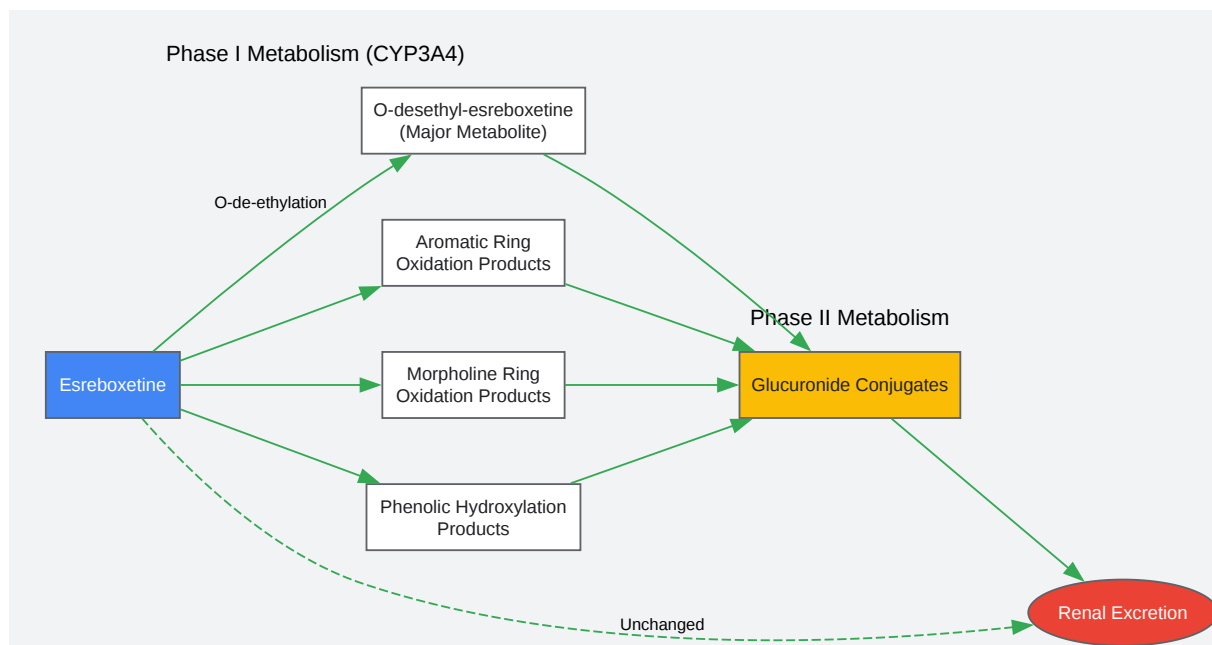 Phase I Metabolism (CYP3A4)
O-desethyl-esreboxetine
(Major Metabolite)
O-de-ethylation
Aromatic Ring
Oxidation Products
Phase II Metabolism
Esreboxetine
Morpholine Ring
Oxidation Products
Glucuronide Conjugates
Phenolic Hydroxylation
Products
Unchanged
Renal Excretion